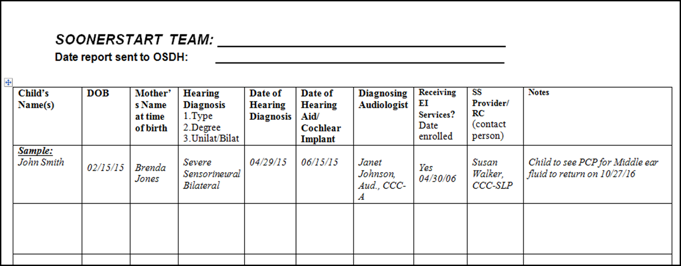 SOONERSTART TEAM:
Date report sent to OSDH:
Child's Name(s)
DOB
Mother's Name at time of birth
Hearing Diagnosis
1.Type
2.Degree
3.Unilat/Bilat
Date of Hearing Diagnosis
Date of Hearing Aid/ Cochlear Implant
Diagnosing Audiologist
Receiving EI Services?
Date enrolled
SS Provider/ RC (contact person)
Notes
Sample:
John Smith
02/15/15
Brenda Jones
Severe Sensorineural Bilateral
04/29/15
06/15/15
Janet Johnson, Aud., CCC-A
Yes
04/30/06
Susan Walker, CCC-SLP
Child to see PCP for Middle ear fluid to return on 10/27/16